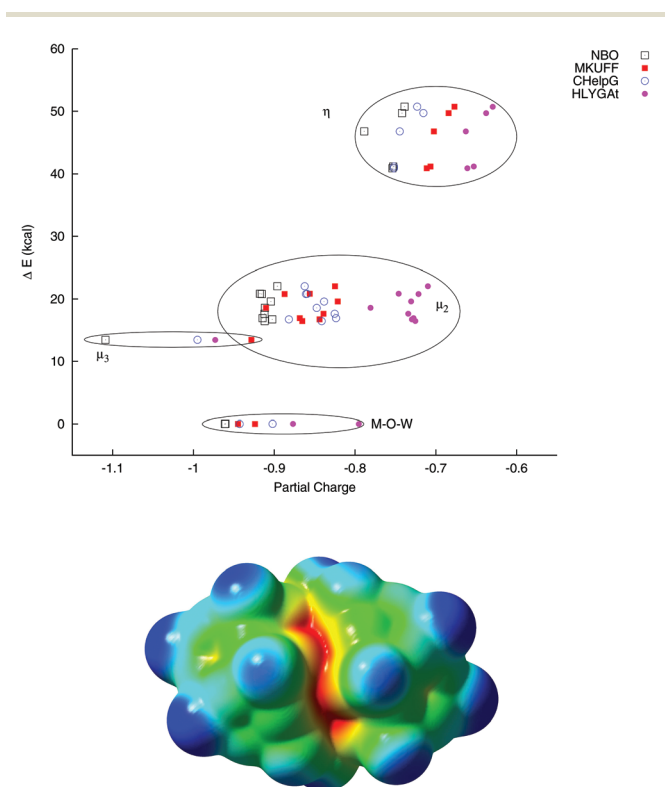 60
50
40
30
20
10
0
Δ E (kcal)
NBO
MKUFF
CHelpG
HLYGAt
η
μ2
μ3
M-O-W
-1.1 -1 -0.9 -0.8 -0.7 -0.6
Partial Charge